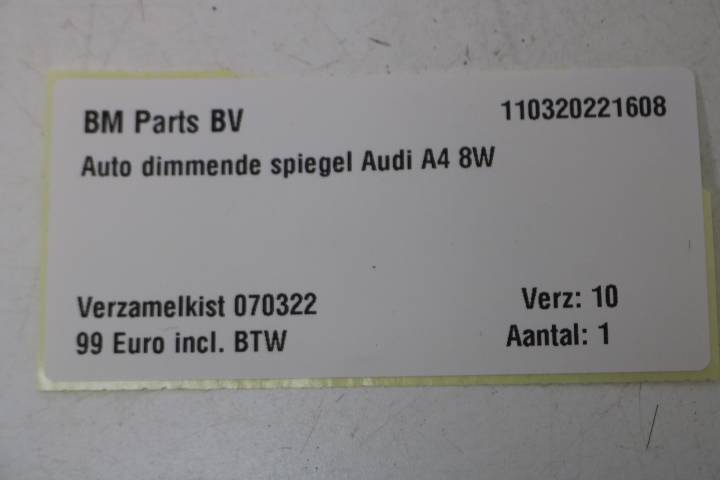 BM Parts BV 110320221608
Auto dimmende spiegel Audi A4 8W
Verzamelkist 070322 Verz: 10
99 Euro incl. BTW Aantal: 1